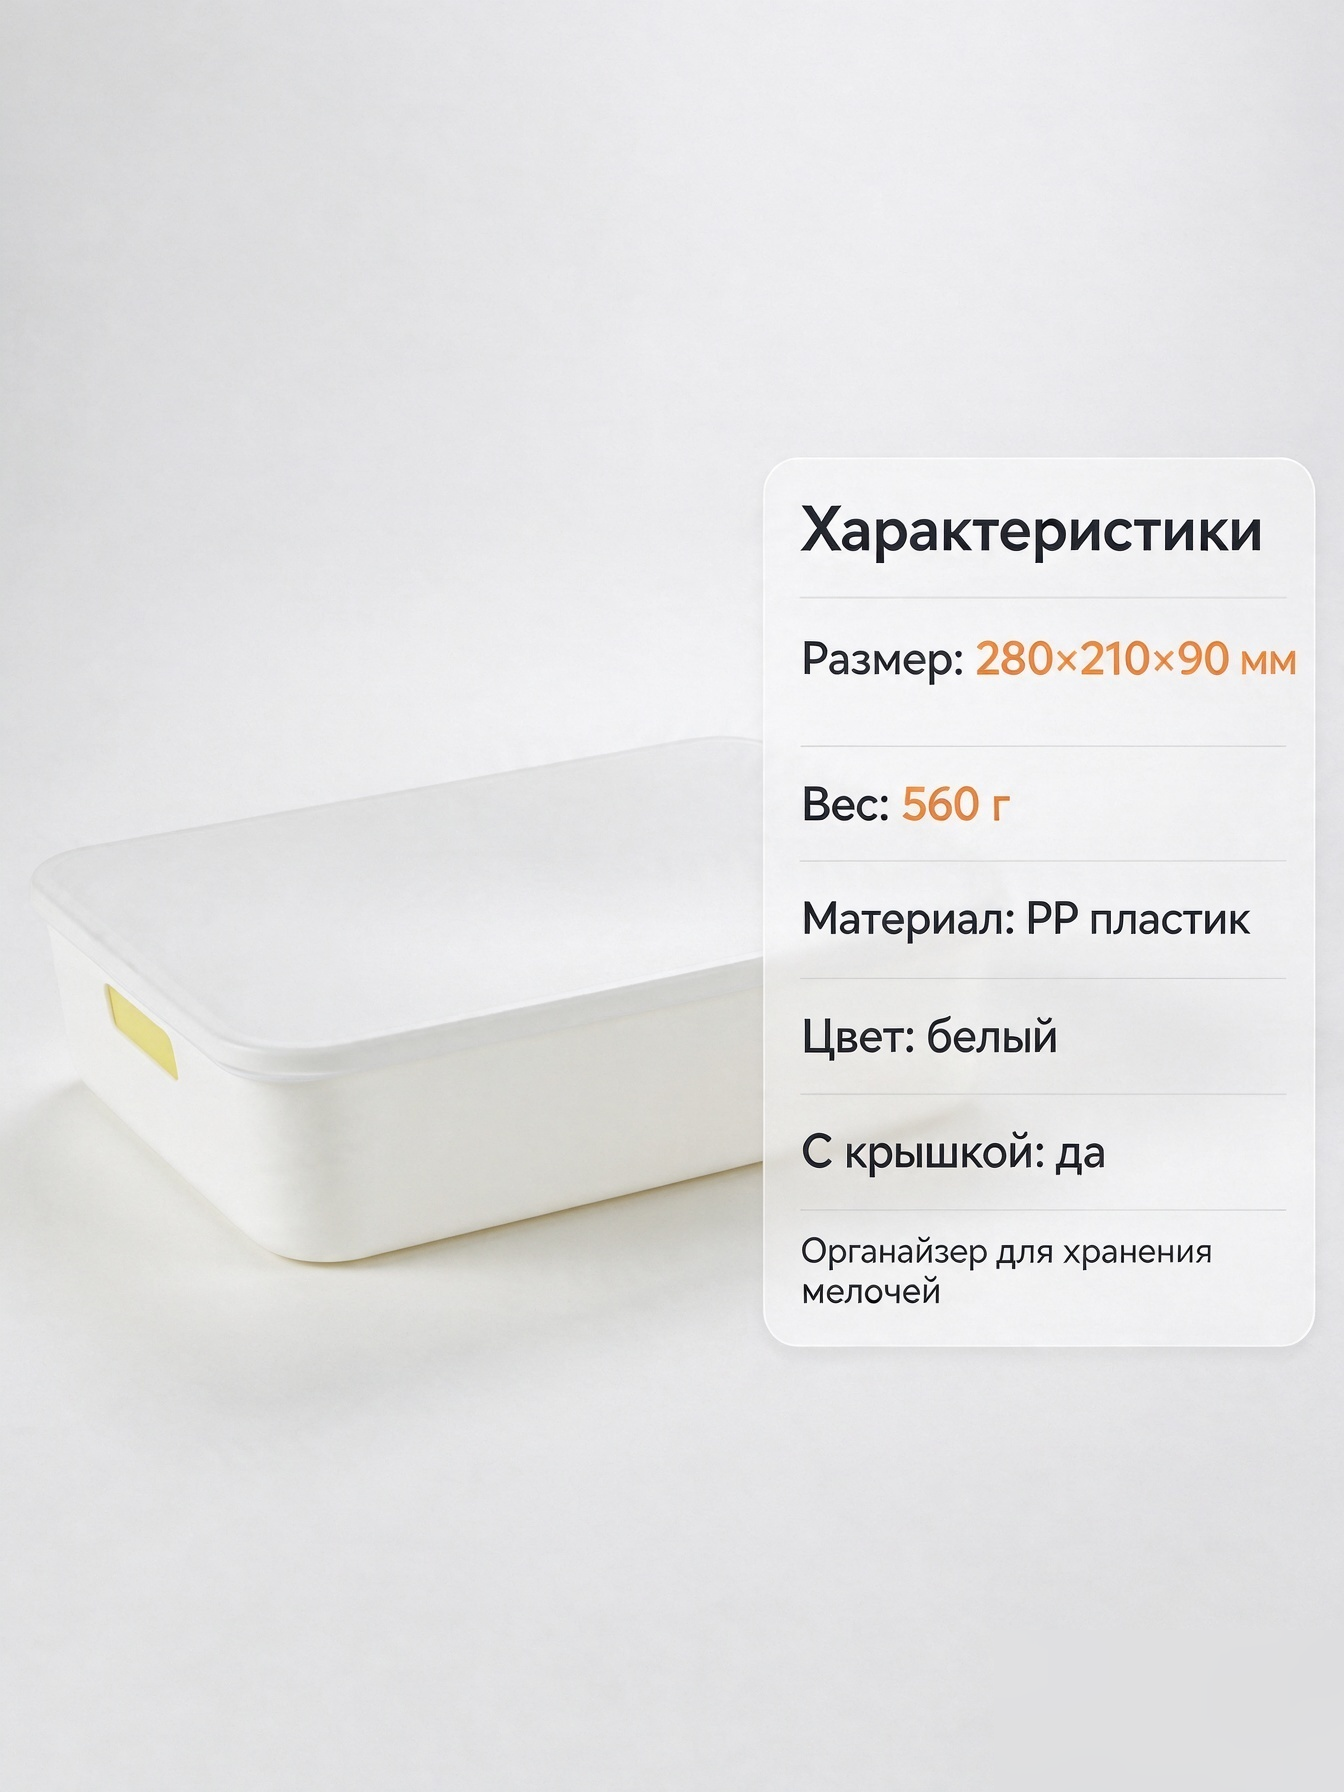 Характеристики
Размер: 280×210×90 мм
Вес: 560 г
Материал: PP пластик
Цвет: белый
С крышкой: да
Органайзер для хранения
мелочей